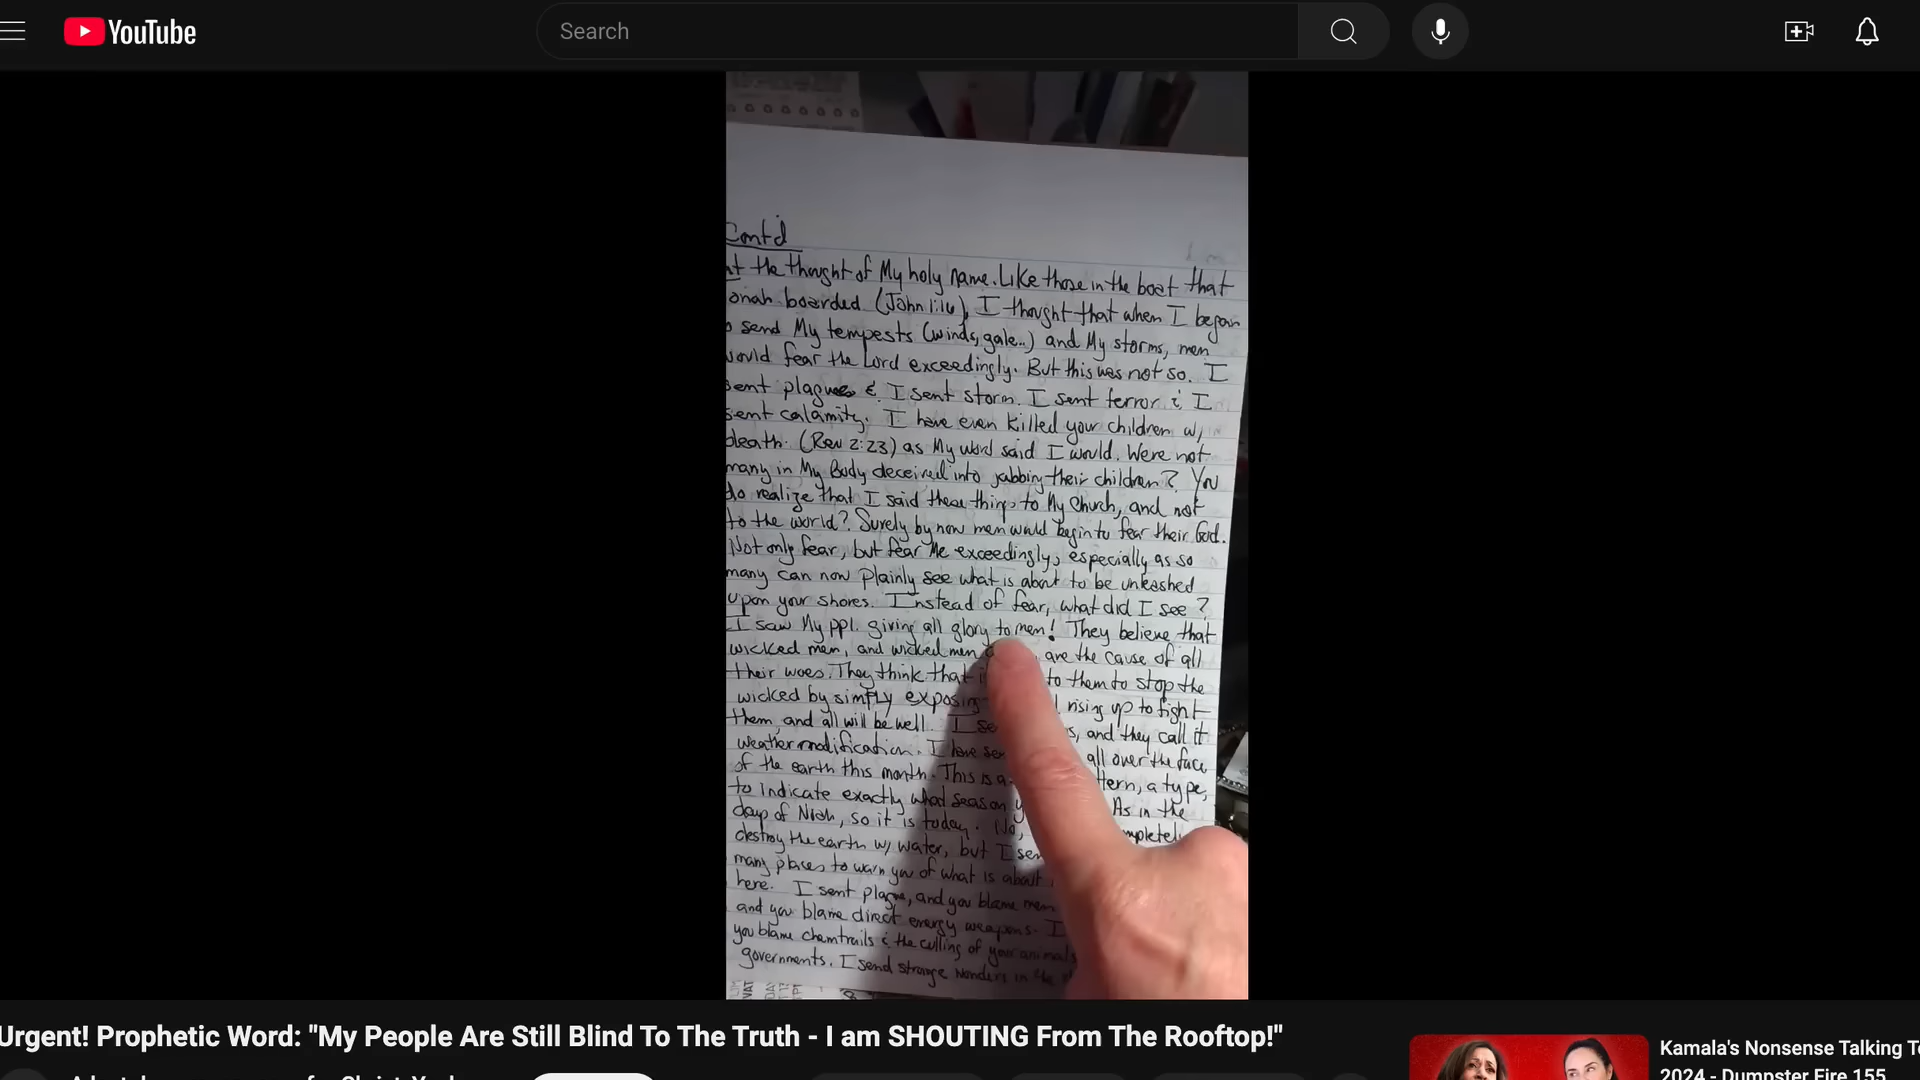 YouTube
Search
Cont'd
at the thought of My holy name. Like those in the boat that
onah boarded (John 1:16), I thought that when I began
o send My tempests (winds, gale..) and My storms, men
would fear the Lord exceedingly. But this was not so. I
sent plagues & I sent storm. I sent terror & I
sent calamity. I have even killed your children w/
death. (Rev 2:23) as My word said I would. Were not
many in My Body deceived into jabbing their children? You
do realize that I said these things to My Church, and not
to the world? Surely by now men would begin to fear their God.
Not only fear, but fear Me exceedingly, especially as so
many can now plainly see what is about to be unleashed
upon your shores. Instead of fear, what did I see?
I saw My ppl. giving all glory to men! They believe that
wicked men, and wicked men are the cause of all
their woes. They think that to them to stop the
wicked by simply exposing rising up to fight
them, and all will be well. I and they call it
weather modification. I have all over the face
of the earth this month. This is a type,
to indicate exactly what season As in the
days of Noah, so it is today. No,
destroy the earth w/ water, but I
many places to warn you of what is about
here. I sent plague, and you blame men
and you blame direct energy weapons. I
you blame chemtrails & the culling of your animals
governments. I send strange wonders in the
Urgent! Prophetic Word: "My People Are Still Blind To The Truth - I am SHOUTING From The Rooftop!"
Kamala's Nonsense Talking
2024 - Dumpster Fire 155